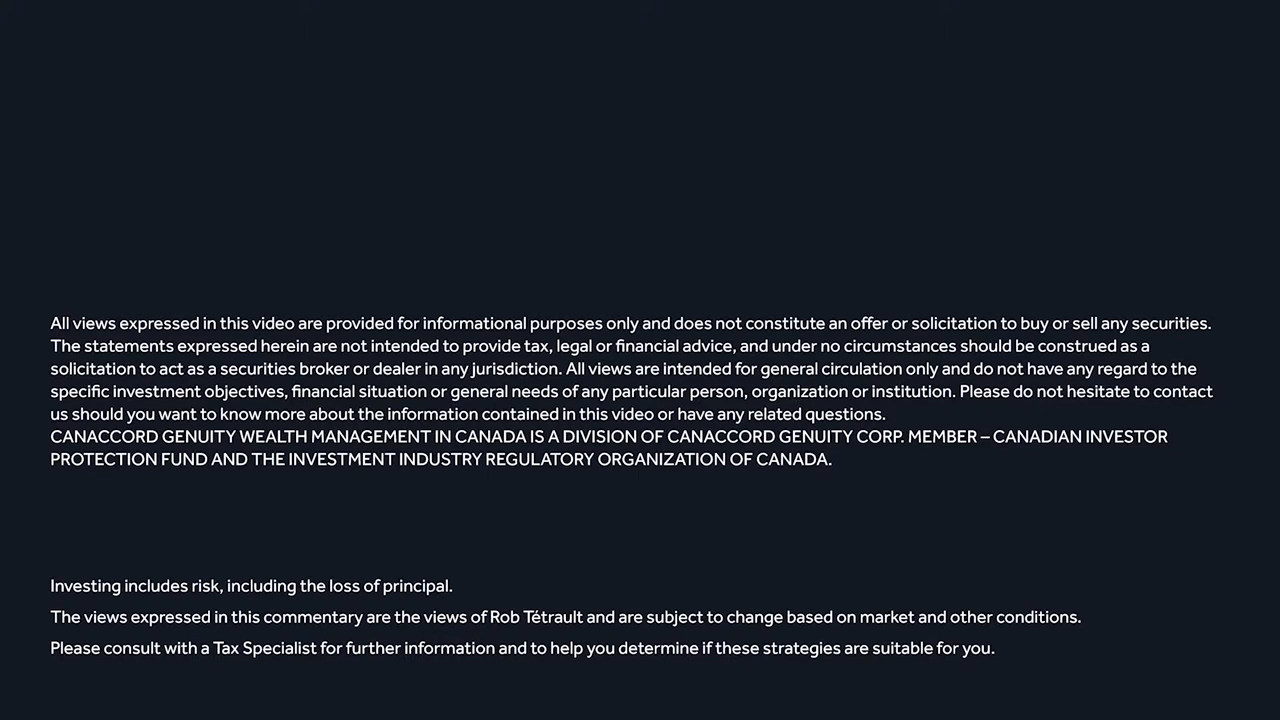 All views expressed in this video are provided for informational purposes only and does not constitute an offer or solicitation to buy or sell any securities.
The statements expressed herein are not intended to provide tax, legal or financial advice, and under no circumstances should be construed as a
solicitation to act as a securities broker or dealer in any jurisdiction. All views are intended for general circulation only and do not have any regard to the
specific investment objectives, financial situation or general needs of any particular person, organization or institution. Please do not hesitate to contact
us should you want to know more about the information contained in this video or have any related questions.
CANACCORD GENUITY WEALTH MANAGEMENT IN CANADA IS A DIVISION OF CANACCORD GENUITY CORP. MEMBER – CANADIAN INVESTOR
PROTECTION FUND AND THE INVESTMENT INDUSTRY REGULATORY ORGANIZATION OF CANADA.
Investing includes risk, including the loss of principal.
The views expressed in this commentary are the views of Rob Tétrault and are subject to change based on market and other conditions.
Please consult with a Tax Specialist for further information and to help you determine if these strategies are suitable for you.